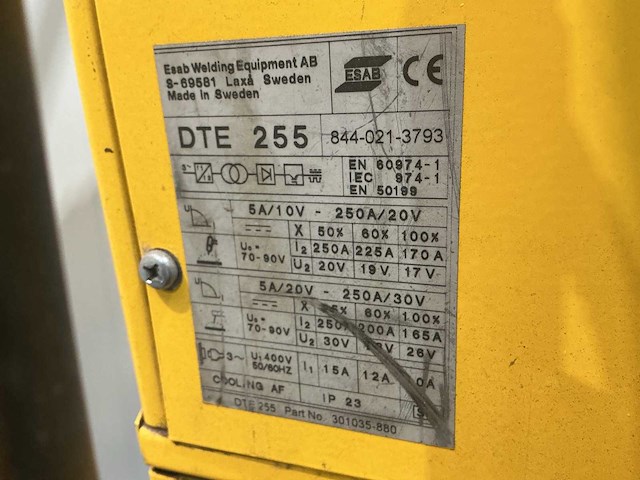 Esab Welding Equipment AB
S-69581 Laxå Sweden
Made in Sweden
ESAB CE
DTE 255 844-021-3793
EN 60974-1
IEC 974-1
EN 50199
5A/10V - 250A/20V
X 50% 60% 100%
U₀= 70-90V
I₂ 250A 225A 170A
U₂ 20V 19V 17V
5A/20V - 250A/30V
X 60% 100%
U₀= 70-90V
I₂ 250 200A 165A
U₂ 30V 26V
3~ U₁ 400V 50/60HZ
I₁ 15A 12A
COOLING AF IP 23
S
DTE 255 Part No. 301035-880